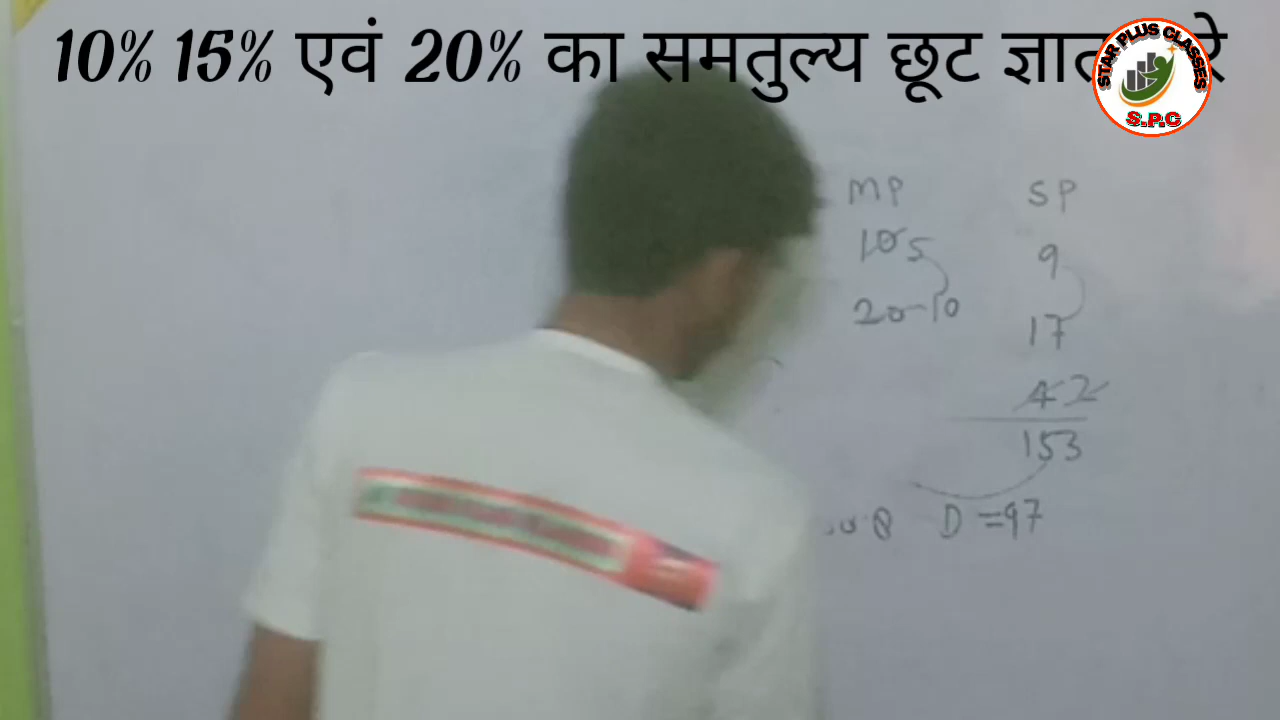 10% 15% एवं 20% का समतुल्य छूट ज्ञात रे
STAR PLUS CLASSES
S.P.C
MP SP
105 9
20-10 17
42
153
D =97